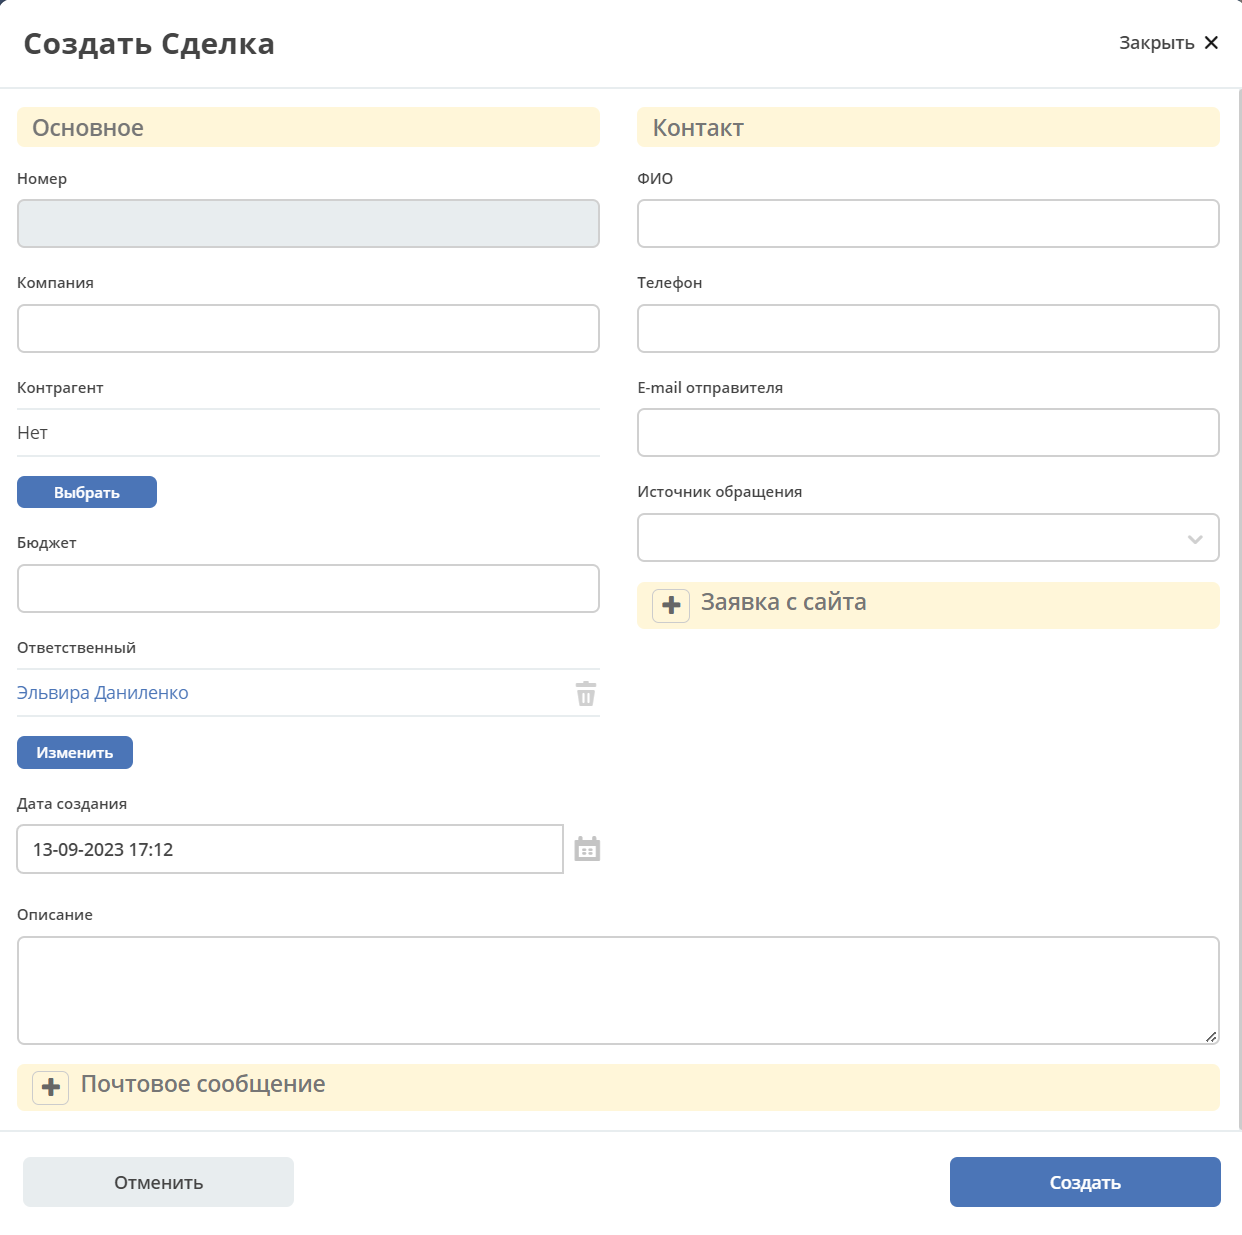 Создать Сделка
Закрыть
Основное
Номер
Компания
Контрагент
Нет
Выбрать
Бюджет
Ответственный
Эльвира Даниленко
Изменить
Дата создания
13-09-2023 17:12
Контакт
ФИО
Телефон
E-mail отправителя
Источник обращения
Заявка с сайта
Описание
Почтовое сообщение
Отменить
Создать